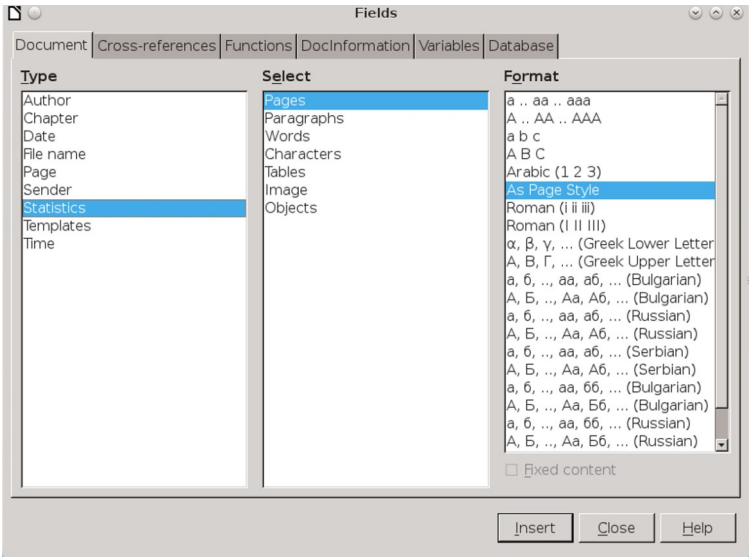 Fields
Document Cross-references Functions DocInformation Variables Database
Type
Author
Chapter
Date
File name
Page
Sender
Statistics
Templates
Time
Select
Pages
Paragraphs
Words
Characters
Tables
Image
Objects
Format
a .. aa .. aaa
A .. AA .. AAA
a b c
A B C
Arabic (1 2 3)
As Page Style
Roman (i ii iii)
Roman (I II III)
α, β, γ, ... (Greek Lower Letter
Α, Β, Γ, ... (Greek Upper Letter
а, б, .., аа, аб, ... (Bulgarian)
А, Б, .., Аа, Аб, ... (Bulgarian)
а, б, .., аа, аб, ... (Russian)
А, Б, .., Аа, Аб, ... (Russian)
а, б, .., аа, аб, ... (Serbian)
А, Б, .., Аа, Аб, ... (Serbian)
а, б, .., аа, бб, ... (Bulgarian)
А, Б, .., Аа, Бб, ... (Bulgarian)
а, б, .., аа, бб, ... (Russian)
А, Б, .., Аа, Бб, ... (Russian)
Fixed content
Insert Close Help